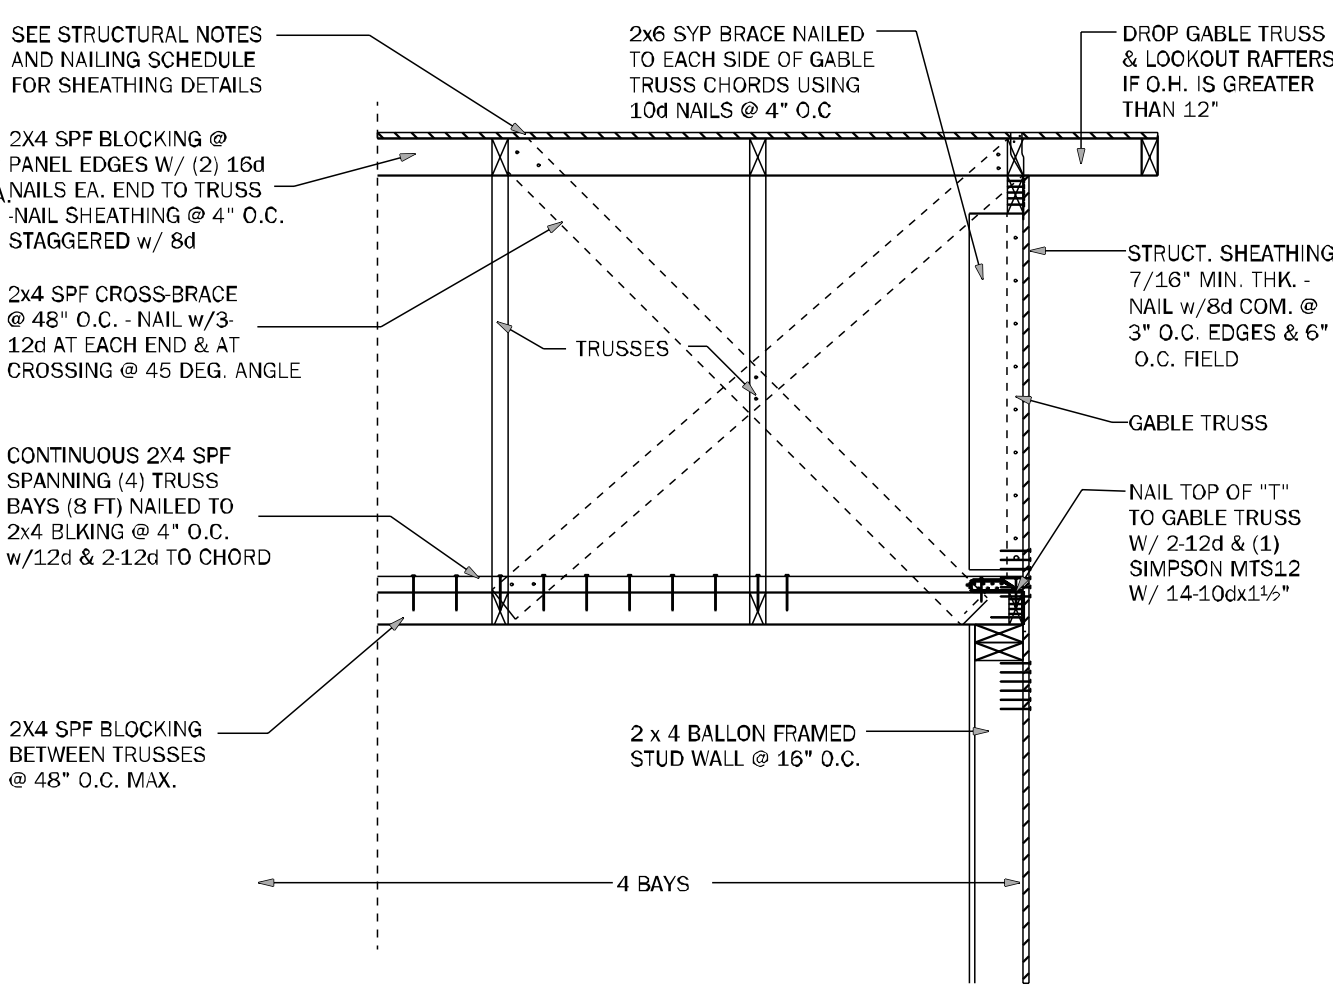 SEE STRUCTURAL NOTES
AND NAILING SCHEDULE
FOR SHEATHING DETAILS
2X4 SPF BLOCKING @
PANEL EDGES W/ (2) 16d
NAILS EA. END TO TRUSS
-NAIL SHEATHING @ 4" O.C.
STAGGERED w/ 8d
2x4 SPF CROSS-BRACE
@ 48" O.C. - NAIL w/3-
12d AT EACH END & AT
CROSSING @ 45 DEG. ANGLE
CONTINUOUS 2X4 SPF
SPANNING (4) TRUSS
BAYS (8 FT) NAILED TO
2x4 BLKING @ 4" O.C.
w/12d & 2-12d TO CHORD
2X4 SPF BLOCKING
BETWEEN TRUSSES
@ 48" O.C. MAX.
2x6 SYP BRACE NAILED
TO EACH SIDE OF GABLE
TRUSS CHORDS USING
10d NAILS @ 4" O.C
TRUSSES
2 x 4 BALLON FRAMED
STUD WALL @ 16" O.C.
4 BAYS
DROP GABLE TRUSS
& LOOKOUT RAFTERS
IF O.H. IS GREATER
THAN 12"
STRUCT. SHEATHING
7/16" MIN. THK. -
NAIL w/8d COM. @
3" O.C. EDGES & 6"
O.C. FIELD
GABLE TRUSS
NAIL TOP OF "T"
TO GABLE TRUSS
W/ 2-12d & (1)
SIMPSON MTS12
W/ 14-10dx1½"